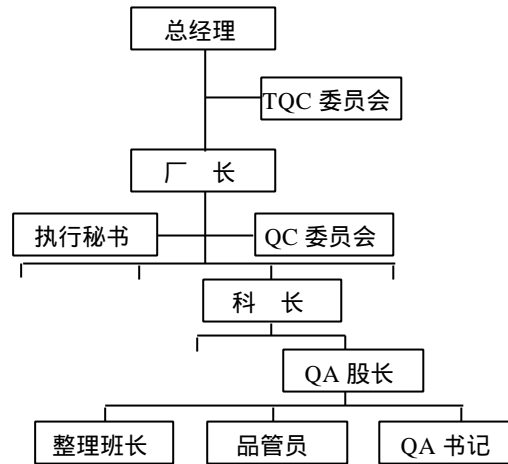 总经理
TQC 委员会
厂 长
执行秘书
QC 委员会
科 长
QA 股长
整理班长
品管员
QA 书记